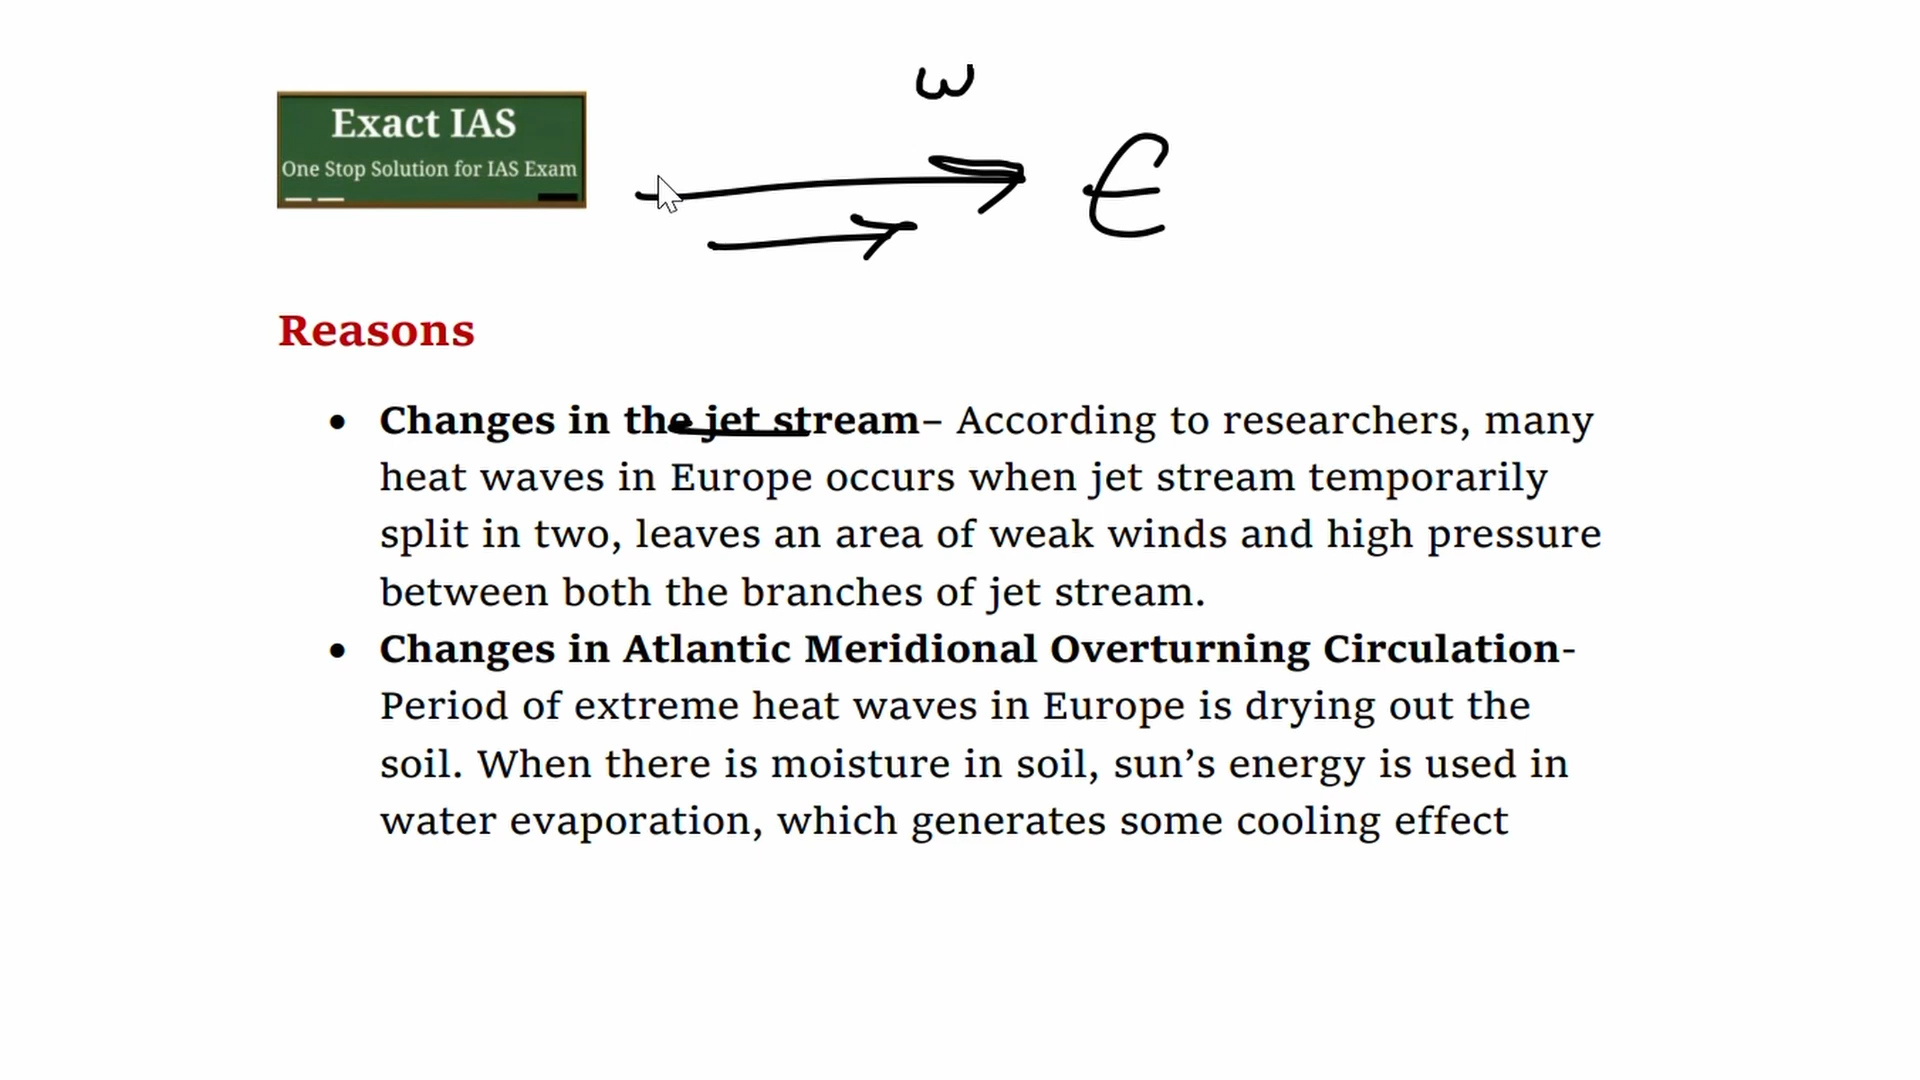 Exact IAS
One Stop Solution for IAS Exam
W
E
Reasons
• Changes in the jet stream– According to researchers, many
heat waves in Europe occurs when jet stream temporarily
split in two, leaves an area of weak winds and high pressure
between both the branches of jet stream.
• Changes in Atlantic Meridional Overturning Circulation-
Period of extreme heat waves in Europe is drying out the
soil. When there is moisture in soil, sun’s energy is used in
water evaporation, which generates some cooling effect